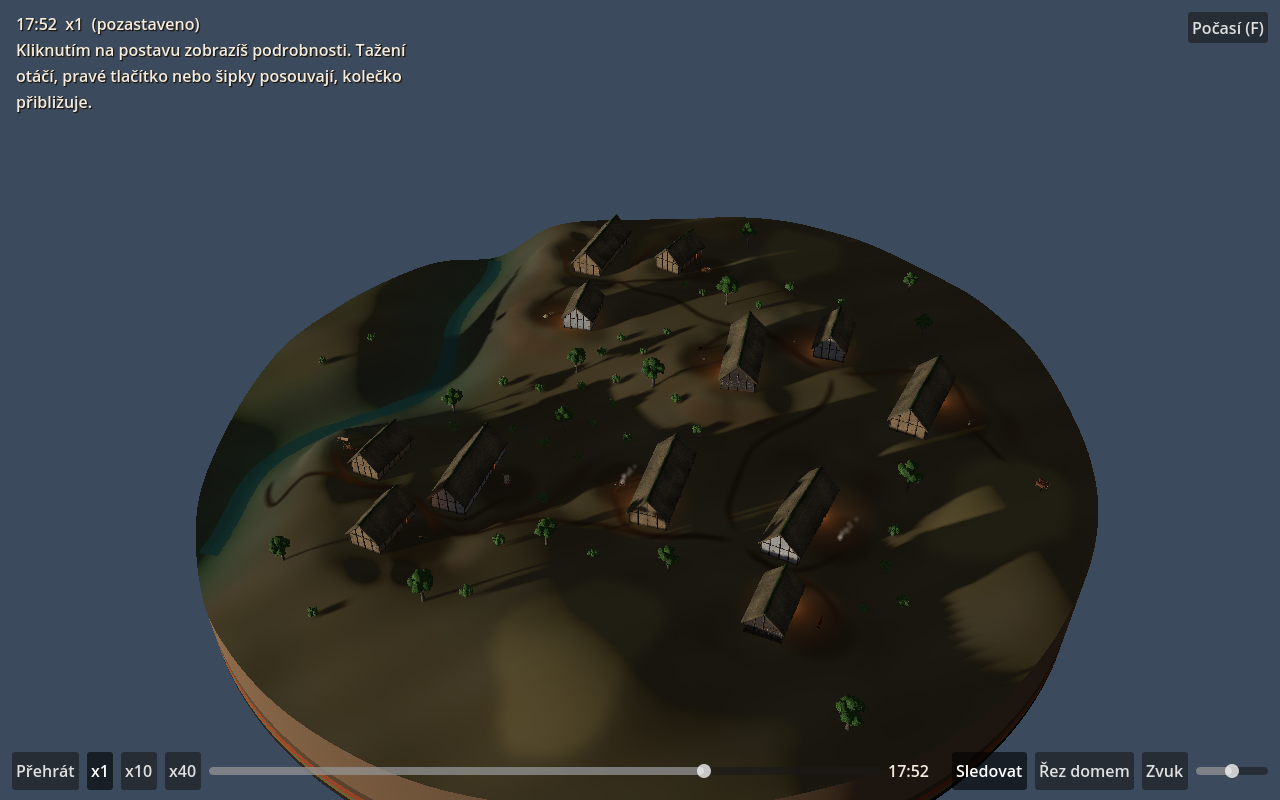 17:52 x1 (pozastaveno)
Kliknutím na postavu zobrazíš podrobnosti. Tažení
otáčí, pravé tlačítko nebo šipky posouvají, kolečko
přibližuje.
Počasí (F)
Přehrát x1 x10 x40 17:52 Sledovat Řez domem Zvuk